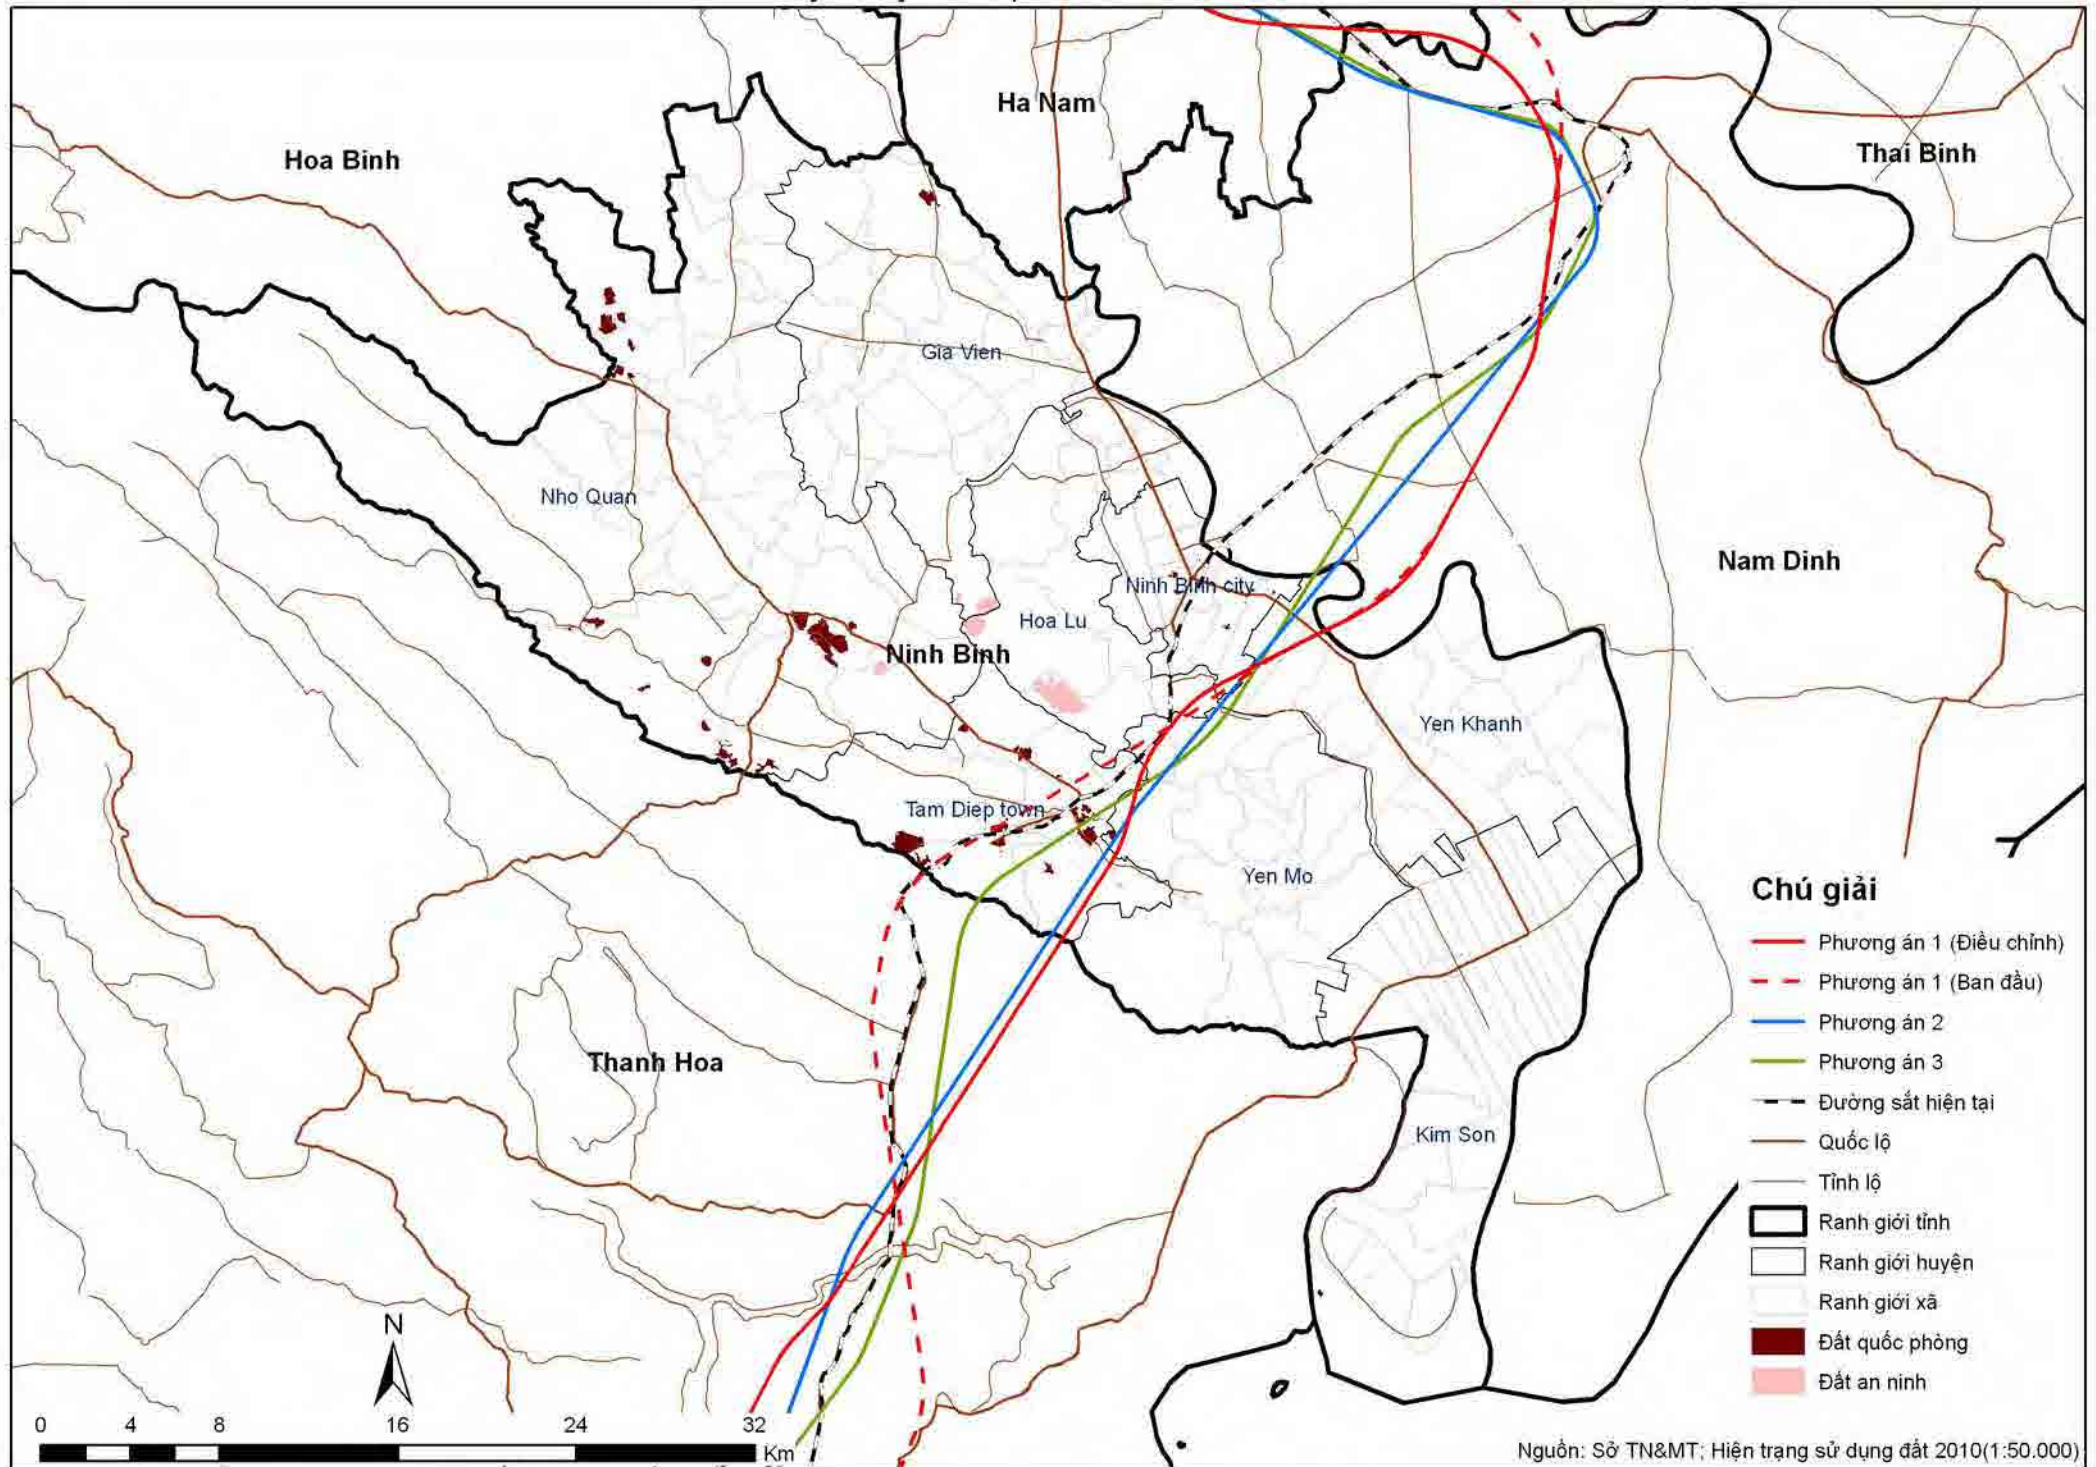 Ha Nam
Hoa Binh
Thai Binh
Gia Vien
Nho Quan
Nam Dinh
Ninh Binh city
Hoa Lu
Ninh Binh
Yen Khanh
Tam Diep town
Yen Mo
Thanh Hoa
Kim Son
Chú giải
Phương án 1 (Điều chỉnh)
Phương án 1 (Ban đầu)
Phương án 2
Phương án 3
Đường sắt hiện tại
Quốc lộ
Tỉnh lộ
Ranh giới tỉnh
Ranh giới huyện
Ranh giới xã
Đất quốc phòng
Đất an ninh
N
0 4 8 16 24 32
Km
Nguồn: Sở TN&MT; Hiện trạng sử dụng đất 2010(1:50.000)